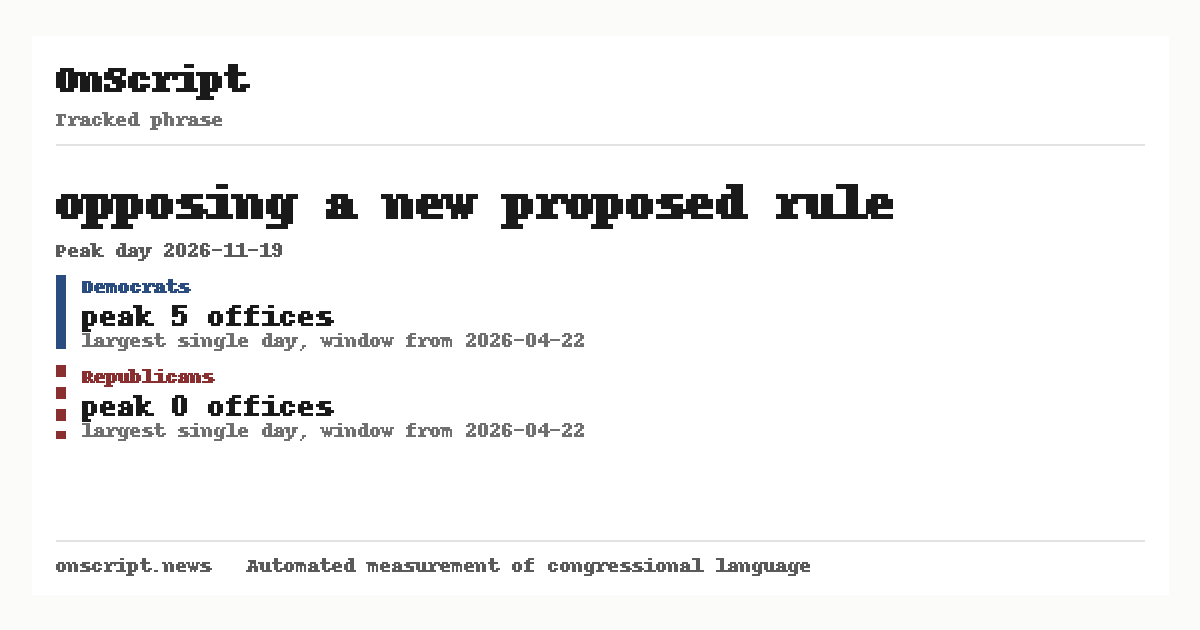 OnScript
Tracked phrase
opposing a new proposed rule
Peak day 2026-11-19
Democrats
peak 5 offices
largest single day, window from 2026-04-22
Republicans
peak 0 offices
largest single day, window from 2026-04-22
onscript.news Automated measurement of congressional language